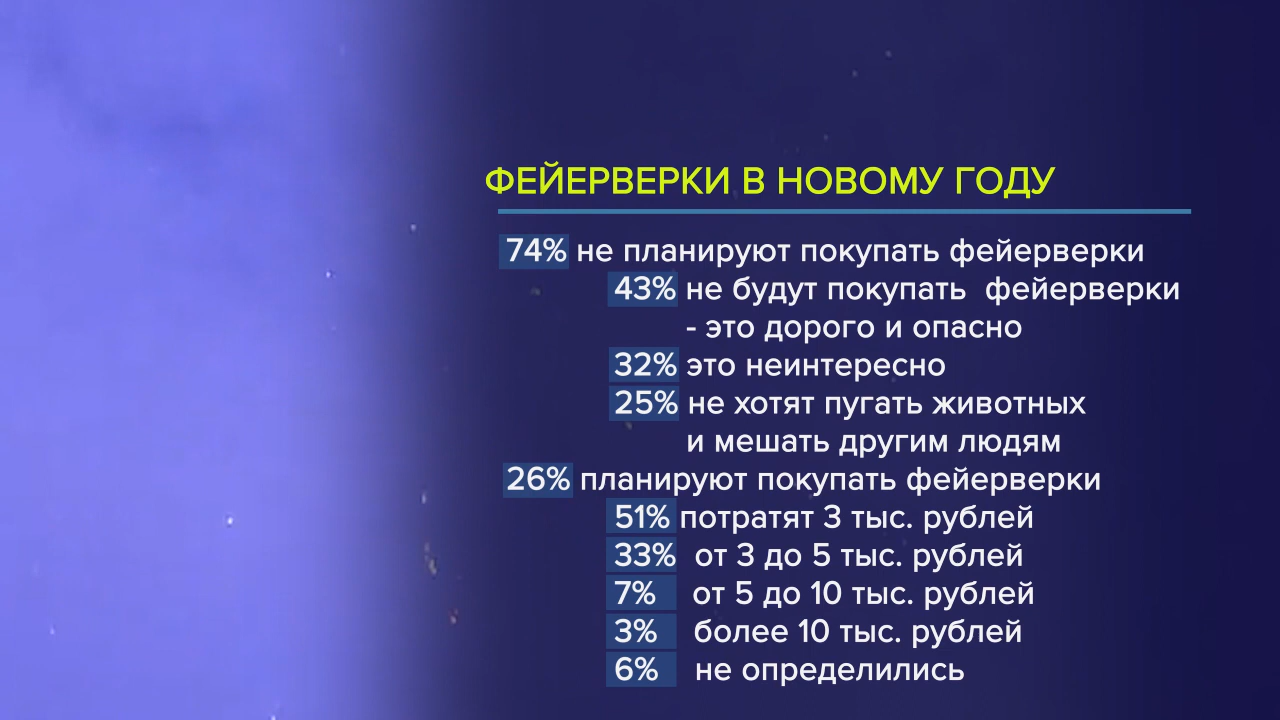 ФЕЙЕРВЕРКИ В НОВОМУ ГОДУ
74% не планируют покупать фейерверки
43% не будут покупать фейерверки
- это дорого и опасно
32% это неинтересно
25% не хотят пугать животных
и мешать другим людям
26% планируют покупать фейерверки
51% потратят 3 тыс. рублей
33% от 3 до 5 тыс. рублей
7% от 5 до 10 тыс. рублей
3% более 10 тыс. рублей
6% не определились